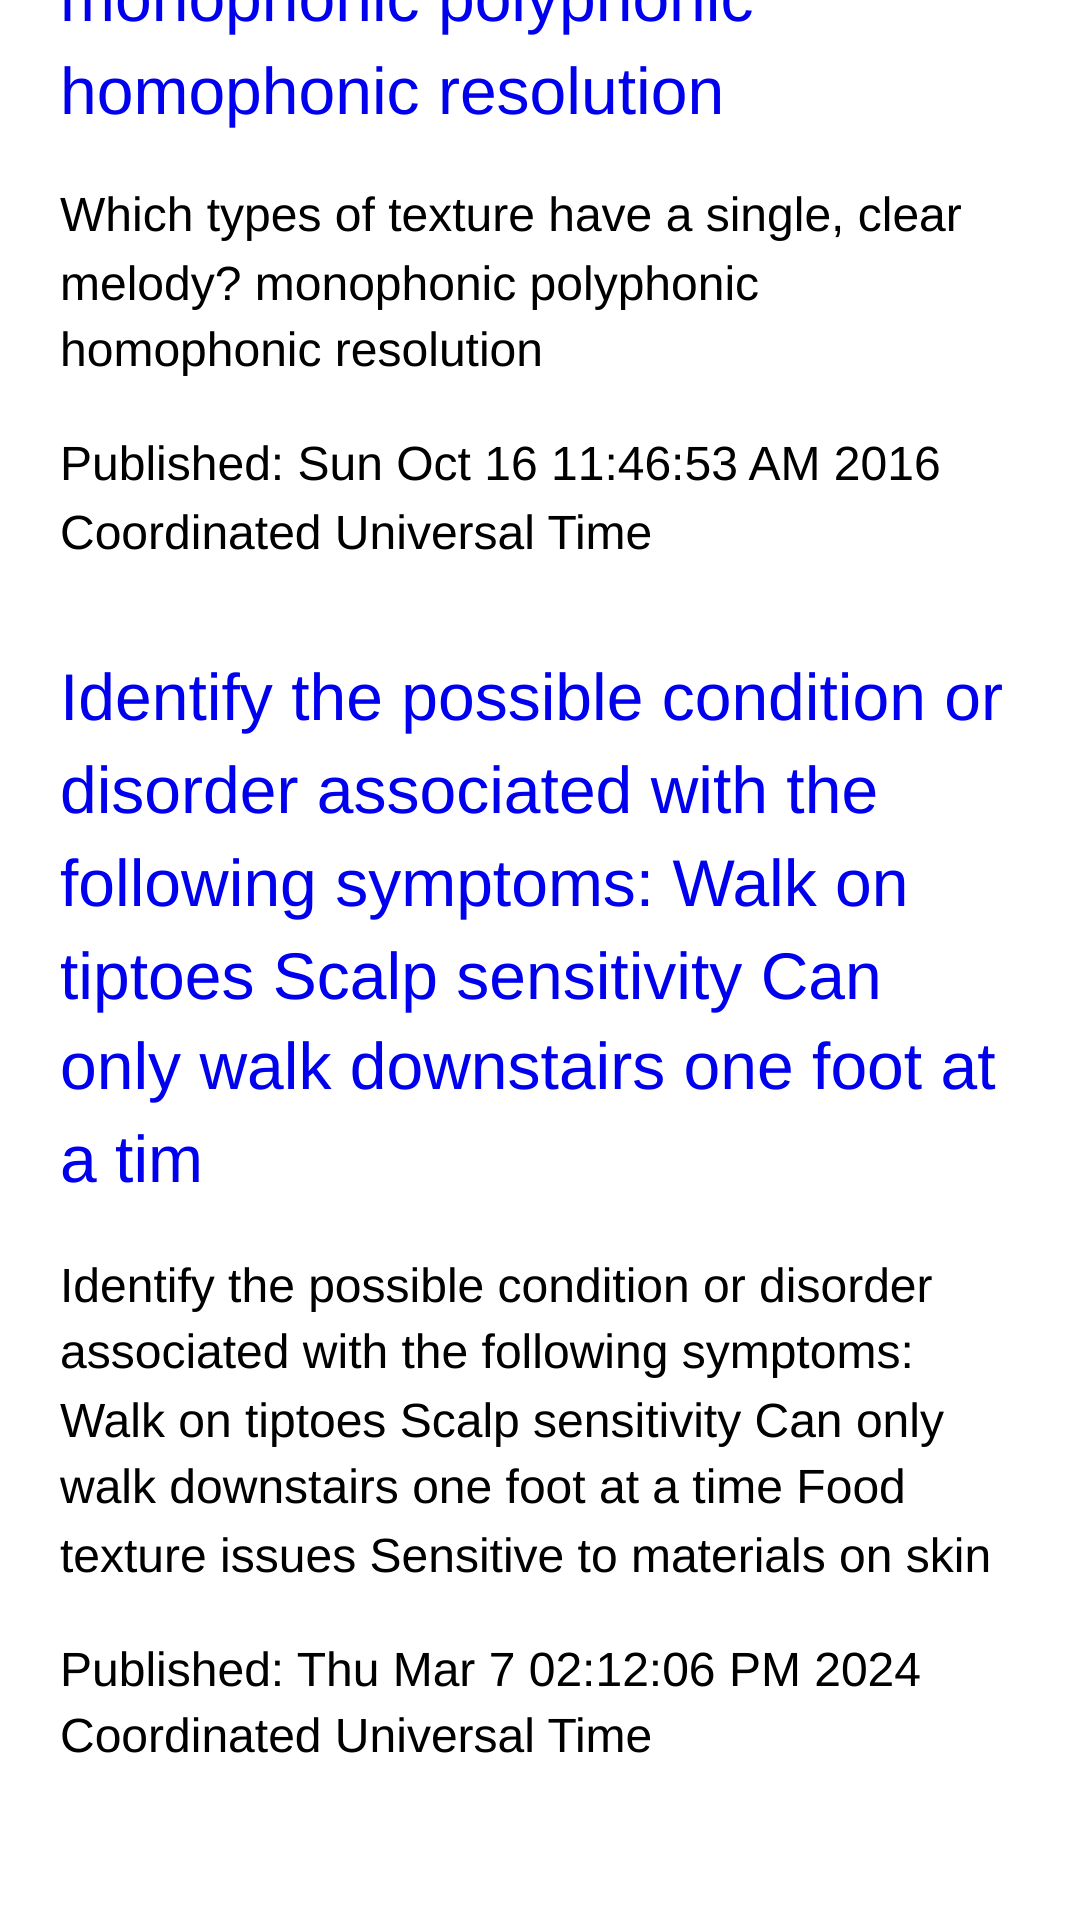 monophonic polyphonic
homophonic resolution
Which types of texture have a single, clear
melody? monophonic polyphonic
homophonic resolution
Published: Sun Oct 16 11:46:53 AM 2016
Coordinated Universal Time
Identify the possible condition or
disorder associated with the
following symptoms: Walk on
tiptoes Scalp sensitivity Can
only walk downstairs one foot at
a tim
Identify the possible condition or disorder
associated with the following symptoms:
Walk on tiptoes Scalp sensitivity Can only
walk downstairs one foot at a time Food
texture issues Sensitive to materials on skin
Published: Thu Mar 7 02:12:06 PM 2024
Coordinated Universal Time